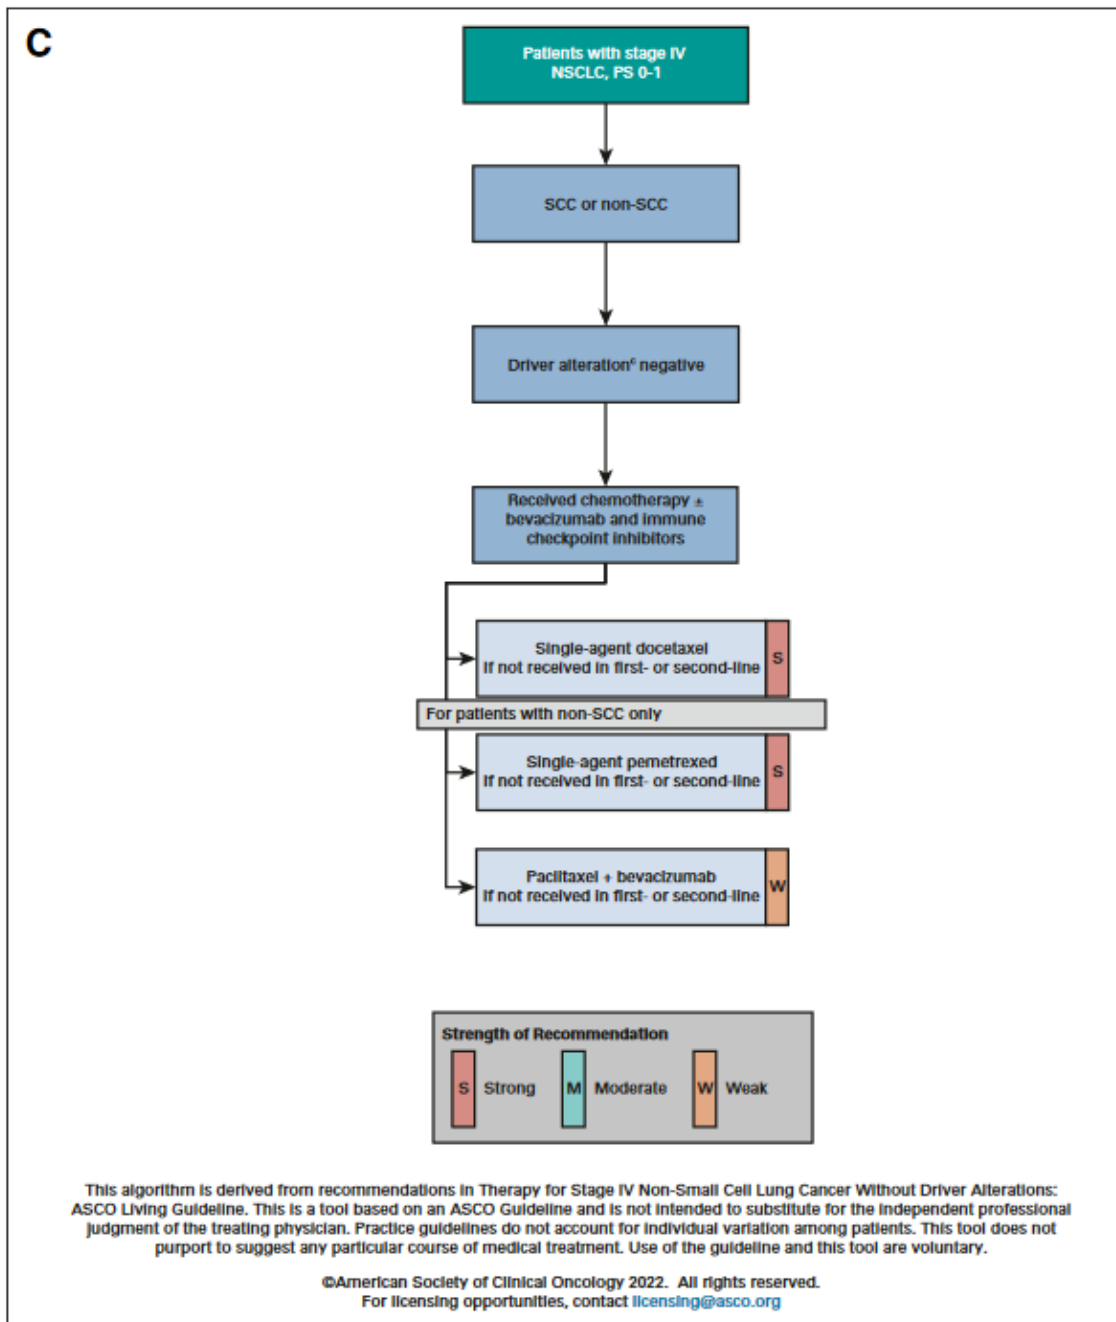 C
Patients with stage IV
NSCLC, PS 0-1
SCC or non-SCC
Driver alterationᶜ negative
Received chemotherapy ±
bevacizumab and immune
checkpoint inhibitors
Single-agent docetaxel
if not received in first- or second-line
S
For patients with non-SCC only
Single-agent pemetrexed
if not received in first- or second-line
S
Paclitaxel + bevacizumab
if not received in first- or second-line
W
Strength of Recommendation
S Strong M Moderate W Weak
This algorithm is derived from recommendations in Therapy for Stage IV Non-Small Cell Lung Cancer Without Driver Alterations:
ASCO Living Guideline. This is a tool based on an ASCO Guideline and is not intended to substitute for the independent professional
judgment of the treating physician. Practice guidelines do not account for individual variation among patients. This tool does not
purport to suggest any particular course of medical treatment. Use of the guideline and this tool are voluntary.
©American Society of Clinical Oncology 2022. All rights reserved.
For licensing opportunities, contact licensing@asco.org